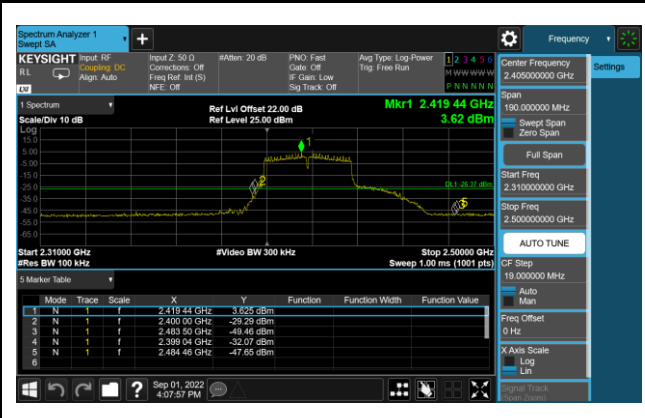 Spectrum Analyzer 1
Swept SA
+
Frequency
KEYSIGHT
RL
LXI
Input: RF
Coupling: DC
Align: Auto
Input Z: 50 Ω
Corrections: Off
Freq Ref: Int (S)
NFE: Off
#Atten: 20 dB
PNO: Fast
Gate: Off
IF Gain: Low
Sig Track: Off
Avg Type: Log-Power
Trig: Free Run
1 2 3 4 5 6
M W W W W W
P N N N N N
Settings
Center Frequency
2.405000000 GHz
Span
190.000000 MHz
Swept Span
Zero Span
Full Span
Start Freq
2.310000000 GHz
Stop Freq
2.500000000 GHz
AUTO TUNE
CF Step
19.000000 MHz
Auto
Man
Freq Offset
0 Hz
X Axis Scale
Log
Lin
Signal Track
(Span Zoom)
1 Spectrum
Scale/Div 10 dB
Ref Lvl Offset 22.00 dB
Ref Level 25.00 dBm
Mkr1 2.419 44 GHz
3.62 dBm
Log
15.0
5.00
-5.00
-15.0
-25.0
-35.0
-45.0
-55.0
-65.0
1
2
DL1 -26.37 dBm
Start 2.31000 GHz
#Res BW 100 kHz
#Video BW 300 kHz
Stop 2.50000 GHz
Sweep 1.00 ms (1001 pts)
5 Marker Table
Mode Trace Scale X Y Function Function Width Function Value
1 N 1 f 2.419 44 GHz 3.625 dBm
2 N 1 f 2.400 00 GHz -29.29 dBm
3 N 1 f 2.483 50 GHz -49.46 dBm
4 N 1 f 2.399 04 GHz -32.07 dBm
5 N 1 f 2.484 46 GHz -47.65 dBm
6
?
Sep 01, 2022
4:07:57 PM